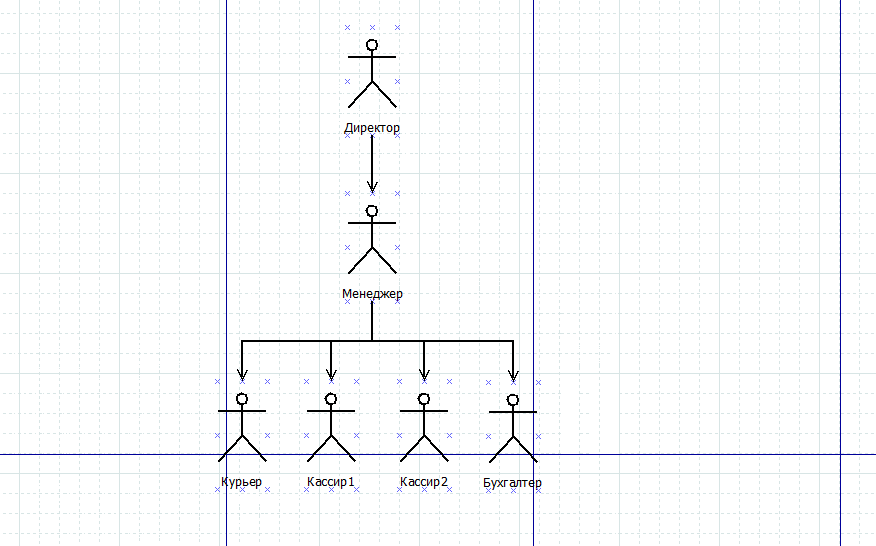 Директор
Менеджер
Курьер
Кассир1
Кассир2
Бухгалтер